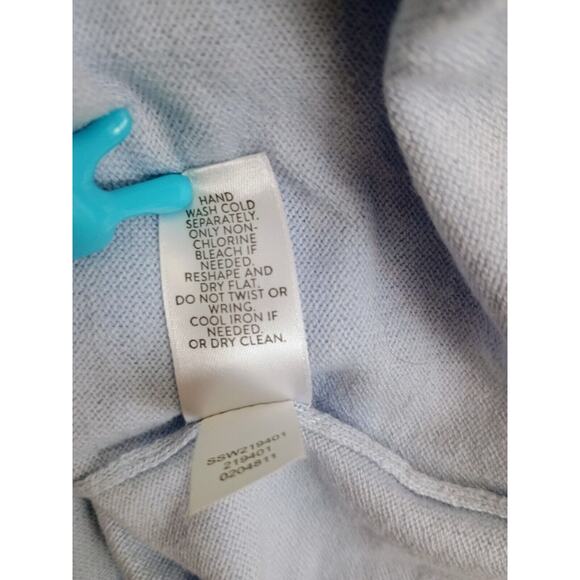 HAND
WASH COLD
SEPARATELY.
ONLY NON-
CHLORINE
BLEACH IF
NEEDED.
RESHAPE AND
DRY FLAT.
DO NOT TWIST OR
WRING.
COOL IRON IF
NEEDED.
OR DRY CLEAN.
SSW219401
219401
0204811